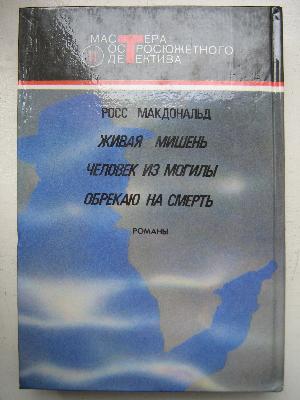 МАСТЕРА
ОСТРОСЮЖЕТНОГО
ДЕТЕКТИВА
РОСС МАКДОНАЛЬД
ЖИВАЯ МИШЕНЬ
ЧЕЛОВЕК ИЗ МОГИЛЫ
ОБРЕКАЮ НА СМЕРТЬ
РОМАНЫ